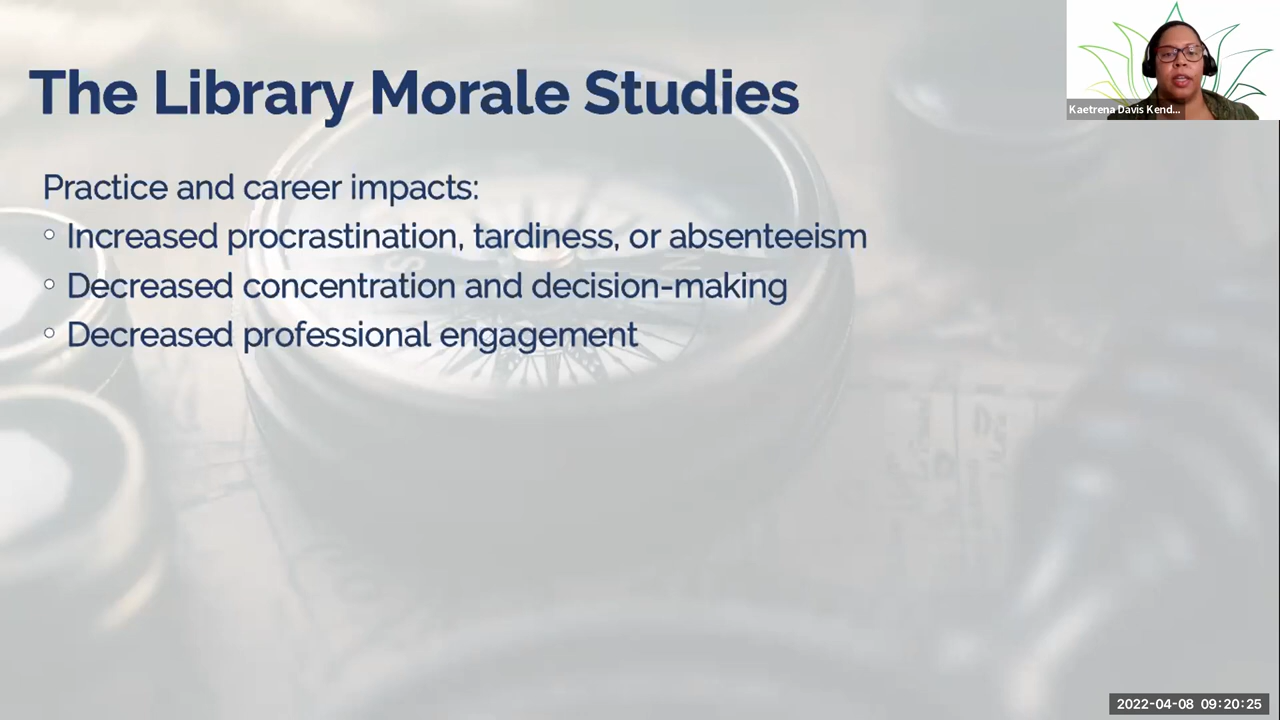 The Library Morale Studies
Kaetrena Davis Kend...
Practice and career impacts:
○ Increased procrastination, tardiness, or absenteeism
○ Decreased concentration and decision-making
○ Decreased professional engagement
2022-04-08 09:20:25